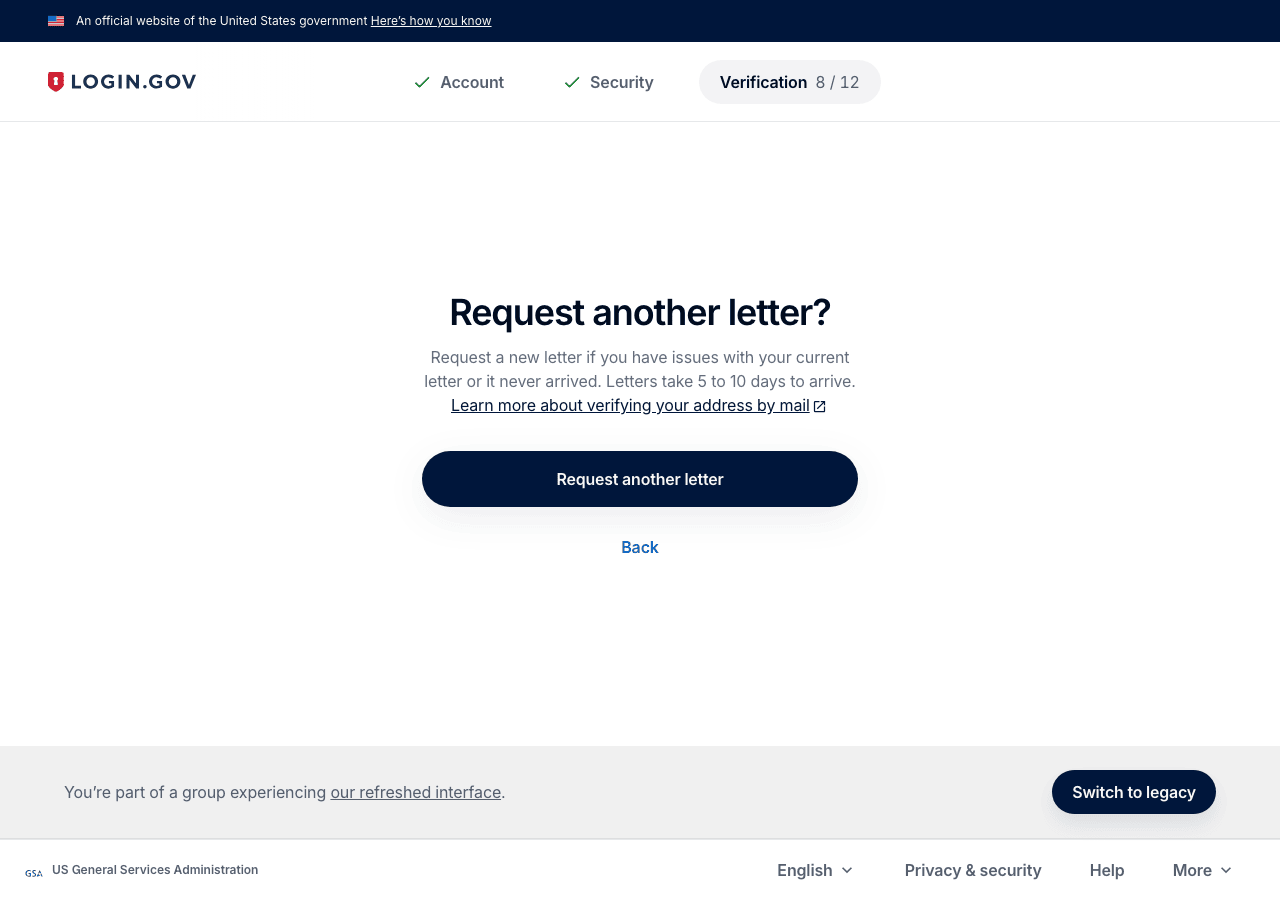 An official website of the United States government Here’s how you know
LOGIN.GOV
Account
Security
Verification 8 / 12
Request another letter?
Request a new letter if you have issues with your current
letter or it never arrived. Letters take 5 to 10 days to arrive.
Learn more about verifying your address by mail
Request another letter
Back
You’re part of a group experiencing our refreshed interface.
Switch to legacy
GSA US General Services Administration
English
Privacy & security
Help
More